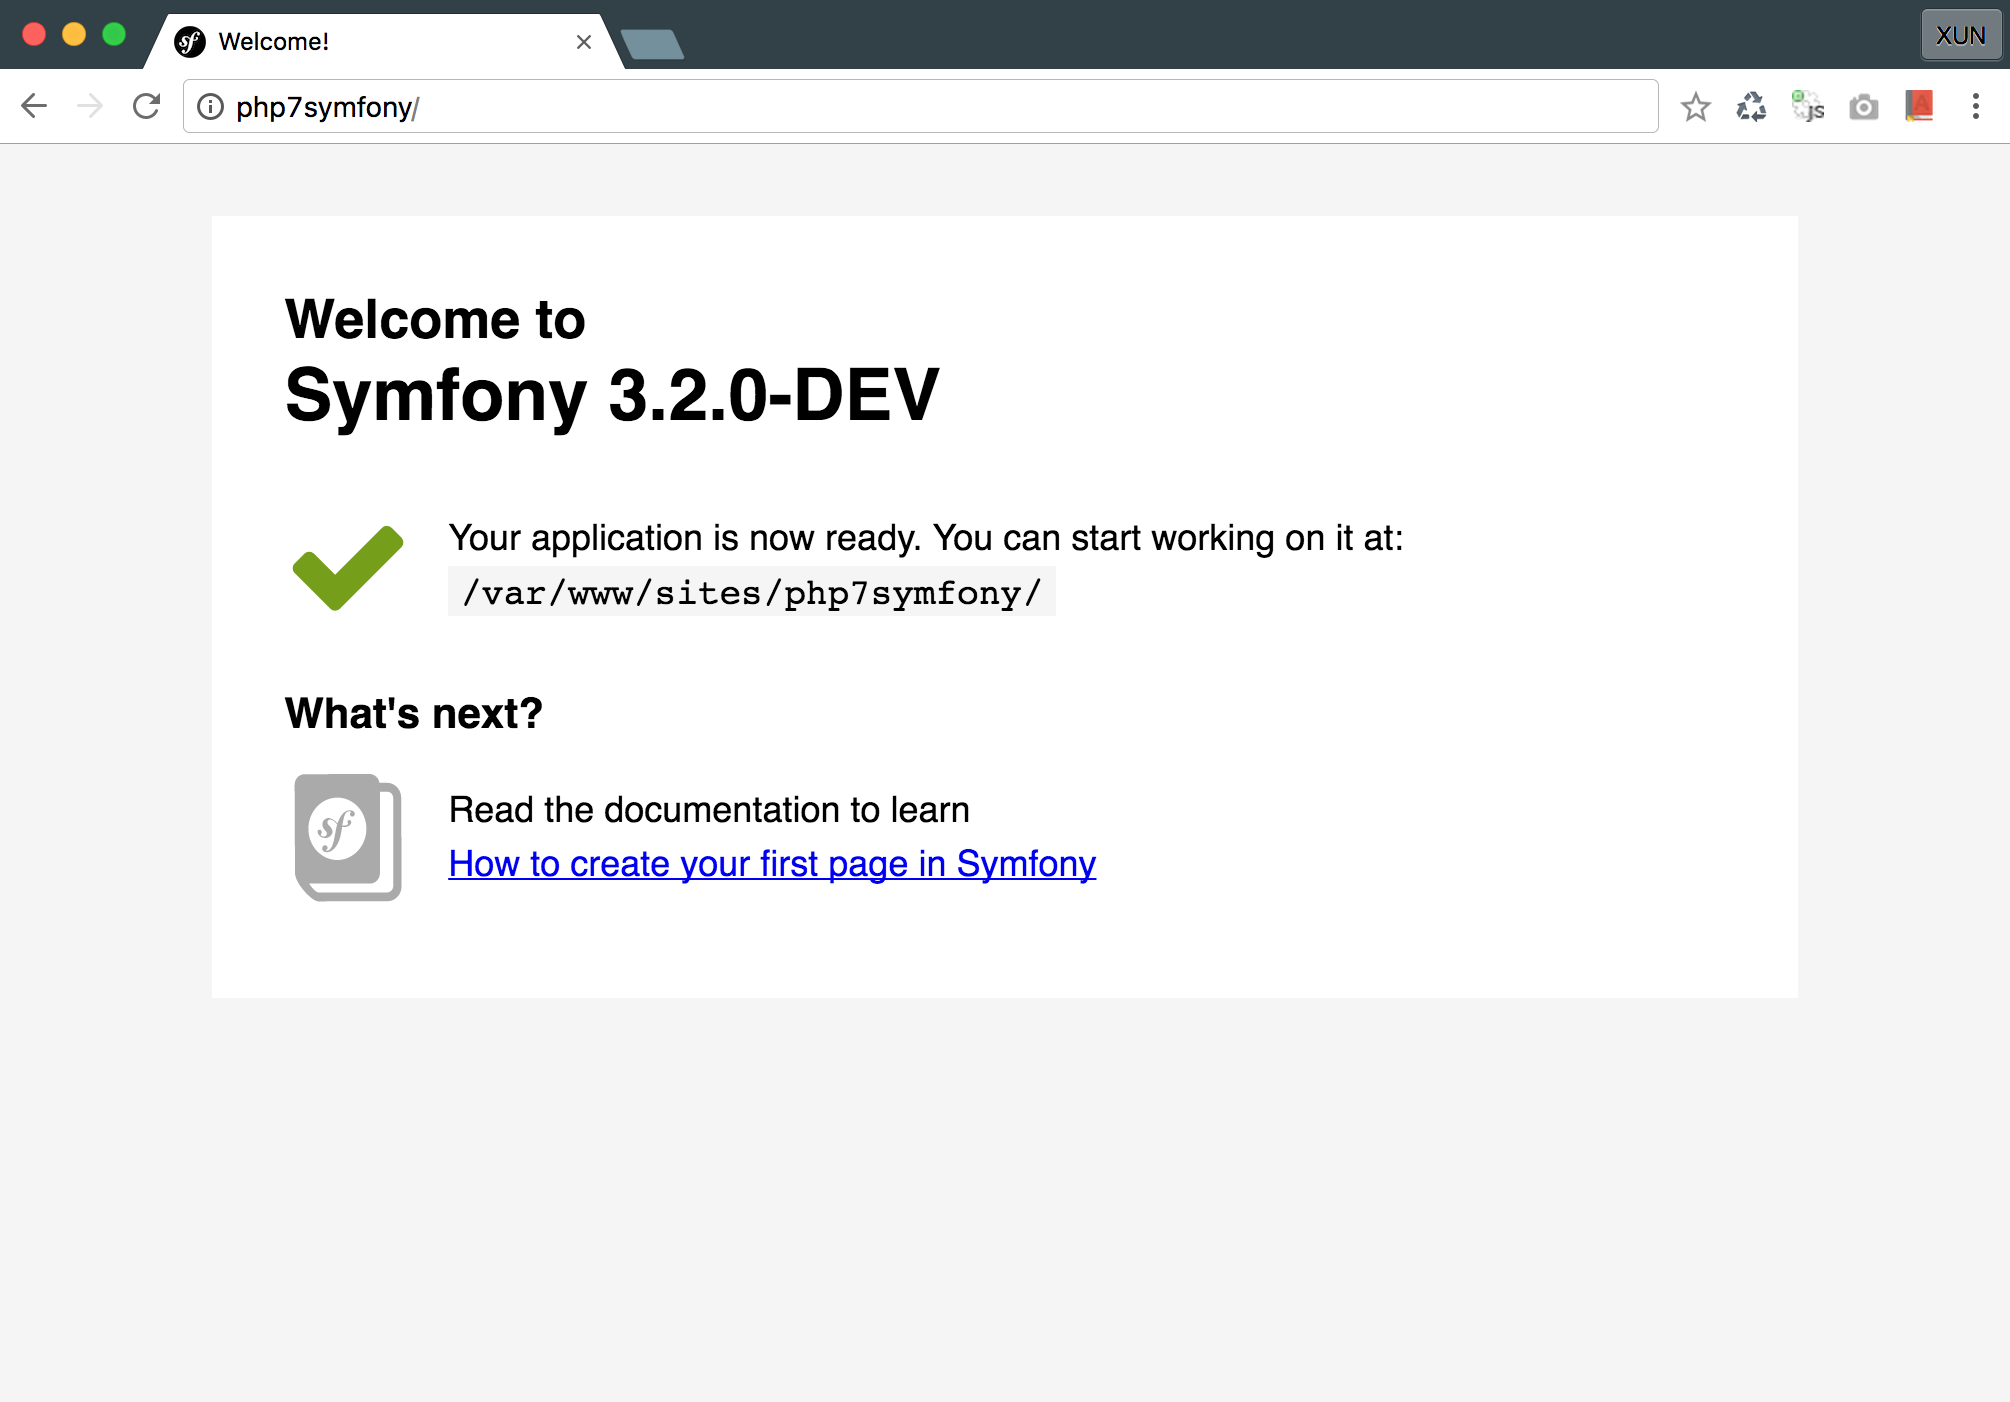 Welcome!
XUN
php7symfony/
js
Welcome to
Symfony 3.2.0-DEV
Your application is now ready. You can start working on it at:
/var/www/sites/php7symfony/
What's next?
sf
Read the documentation to learn
How to create your first page in Symfony